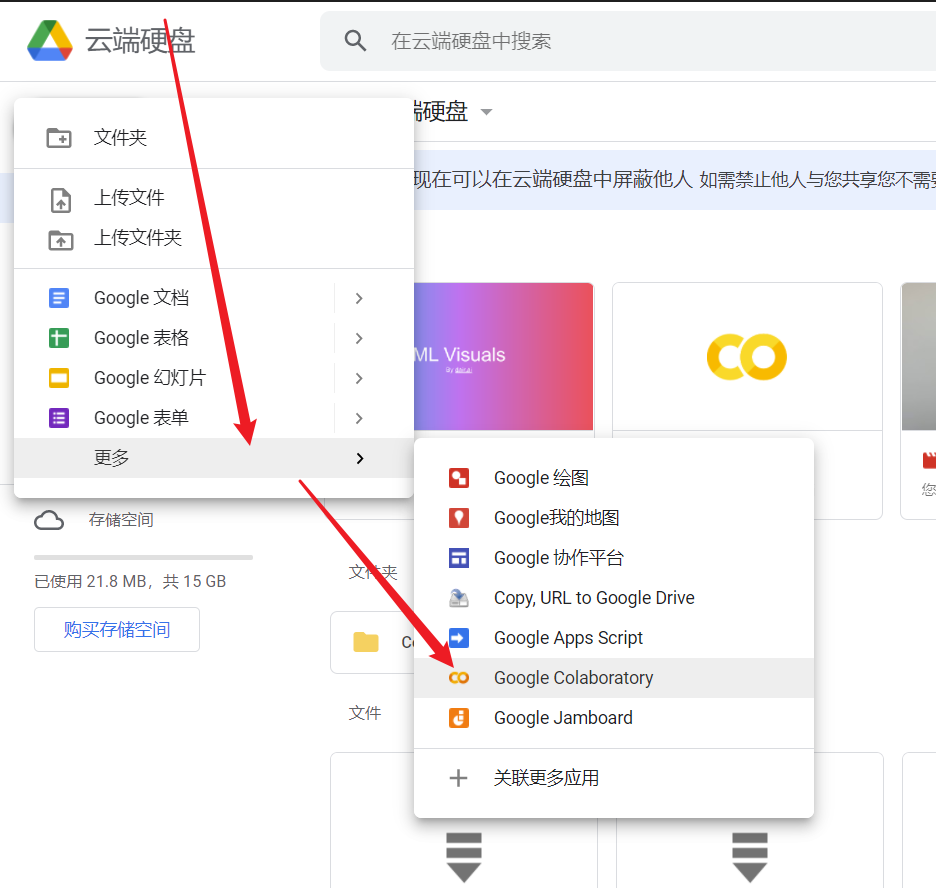 云端硬盘
在云端硬盘中搜索
端硬盘
文件夹
现在可以在云端硬盘中屏蔽他人 如需禁止他人与您共享您不需要
上传文件
上传文件夹
Google 文档
Google 表格
ML Visuals
Google 幻灯片
Google 表单
更多
Google 绘图
您
存储空间
Google我的地图
Google 协作平台
文件夹
已使用 21.8 MB，共 15 GB
Copy, URL to Google Drive
购买存储空间
Google Apps Script
Google Colaboratory
文件
Google Jamboard
关联更多应用